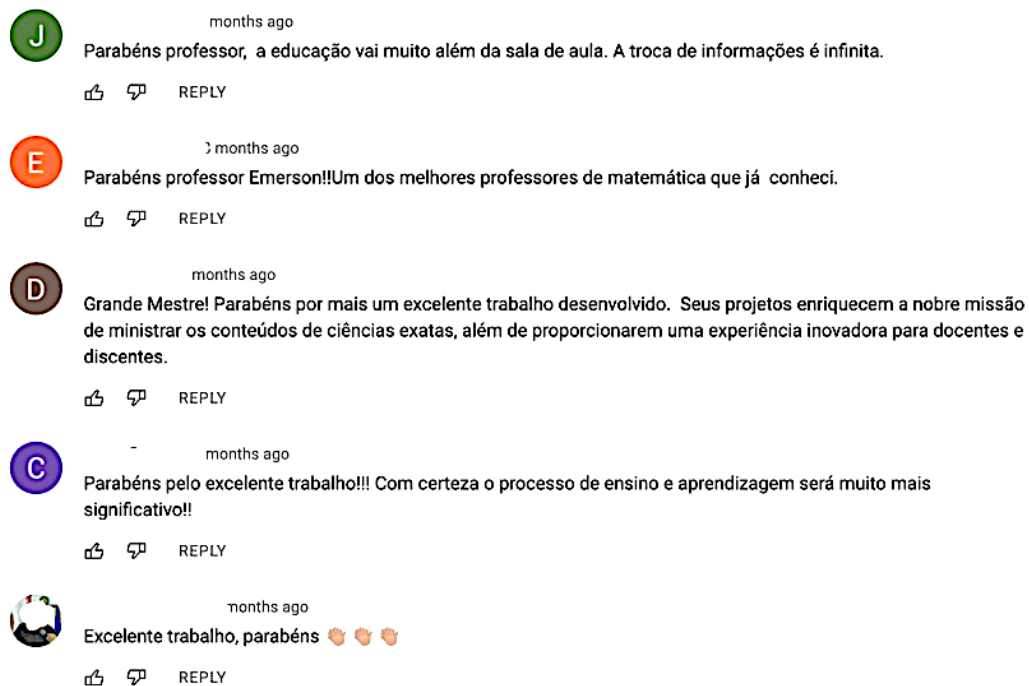 J
months ago
Parabéns professor, a educação vai muito além da sala de aula. A troca de informações é infinita.
REPLY
E
months ago
Parabéns professor Emerson!!Um dos melhores professores de matemática que já conheci.
REPLY
D
months ago
Grande Mestre! Parabéns por mais um excelente trabalho desenvolvido. Seus projetos enriquecem a nobre missão
de ministrar os conteúdos de ciências exatas, além de proporcionarem uma experiência inovadora para docentes e
discentes.
REPLY
C
months ago
Parabéns pelo excelente trabalho!!! Com certeza o processo de ensino e aprendizagem será muito mais
significativo!!
REPLY
months ago
Excelente trabalho, parabéns 👏🏼 👏🏼 👏🏼
REPLY